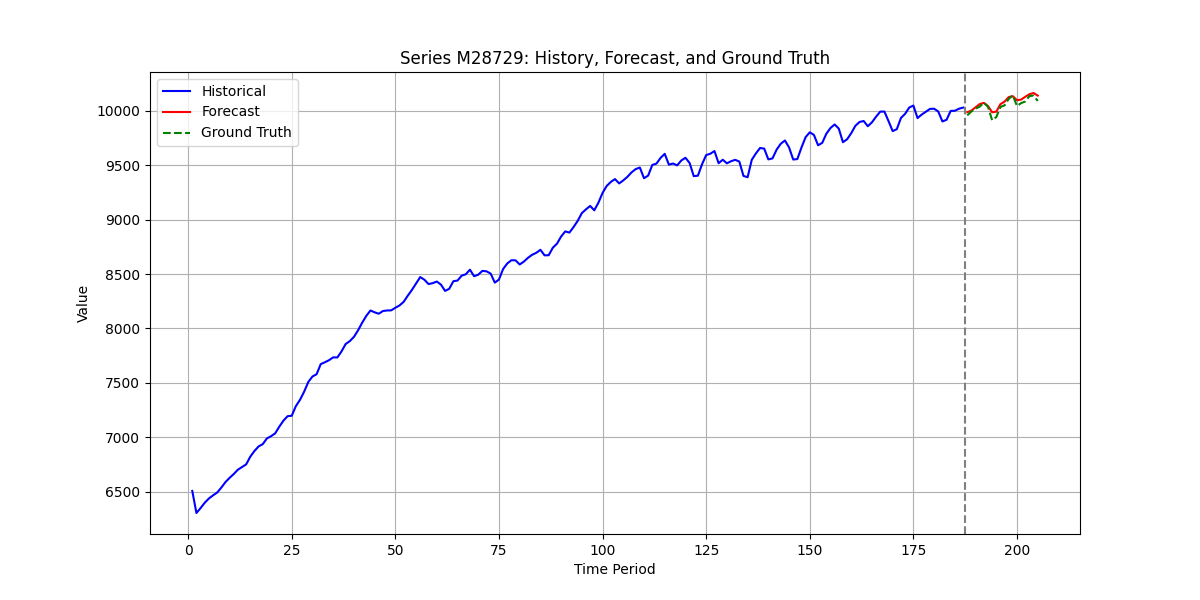 Series M28729: History, Forecast, and Ground Truth
Historical
Forecast
Ground Truth
Value
10000
9500
9000
8500
8000
7500
7000
6500
0 25 50 75 100 125 150 175 200
Time Period